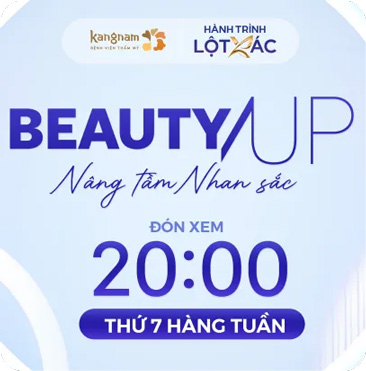 kangnam
BỆNH VIỆN THẨM MỸ
HÀNH TRÌNH
LỘT XÁC
BEAUTY UP
Nâng tầm Nhan sắc
ĐÓN XEM
20:00
THỨ 7 HÀNG TUẦN